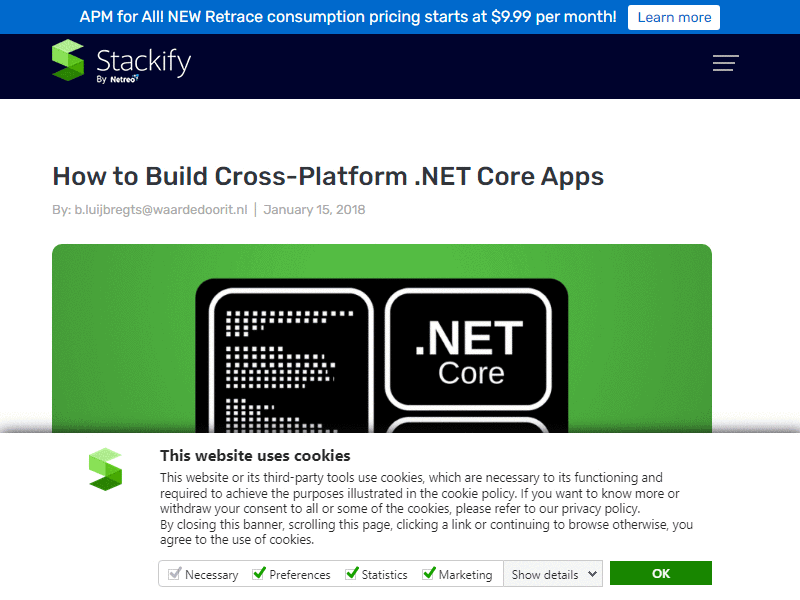 APM for All! NEW Retrace consumption pricing starts at $9.99 per month! Learn more
Stackify
By Netreo
How to Build Cross-Platform .NET Core Apps
By: b.luijbregts@waardedoorit.nl | January 15, 2018
.NET
Core
This website uses cookies
This website or its third-party tools use cookies, which are necessary to its functioning and
required to achieve the purposes illustrated in the cookie policy. If you want to know more or
withdraw your consent to all or some of the cookies, please refer to our privacy policy.
By closing this banner, scrolling this page, clicking a link or continuing to browse otherwise, you
agree to the use of cookies.
Necessary Preferences Statistics Marketing Show details OK